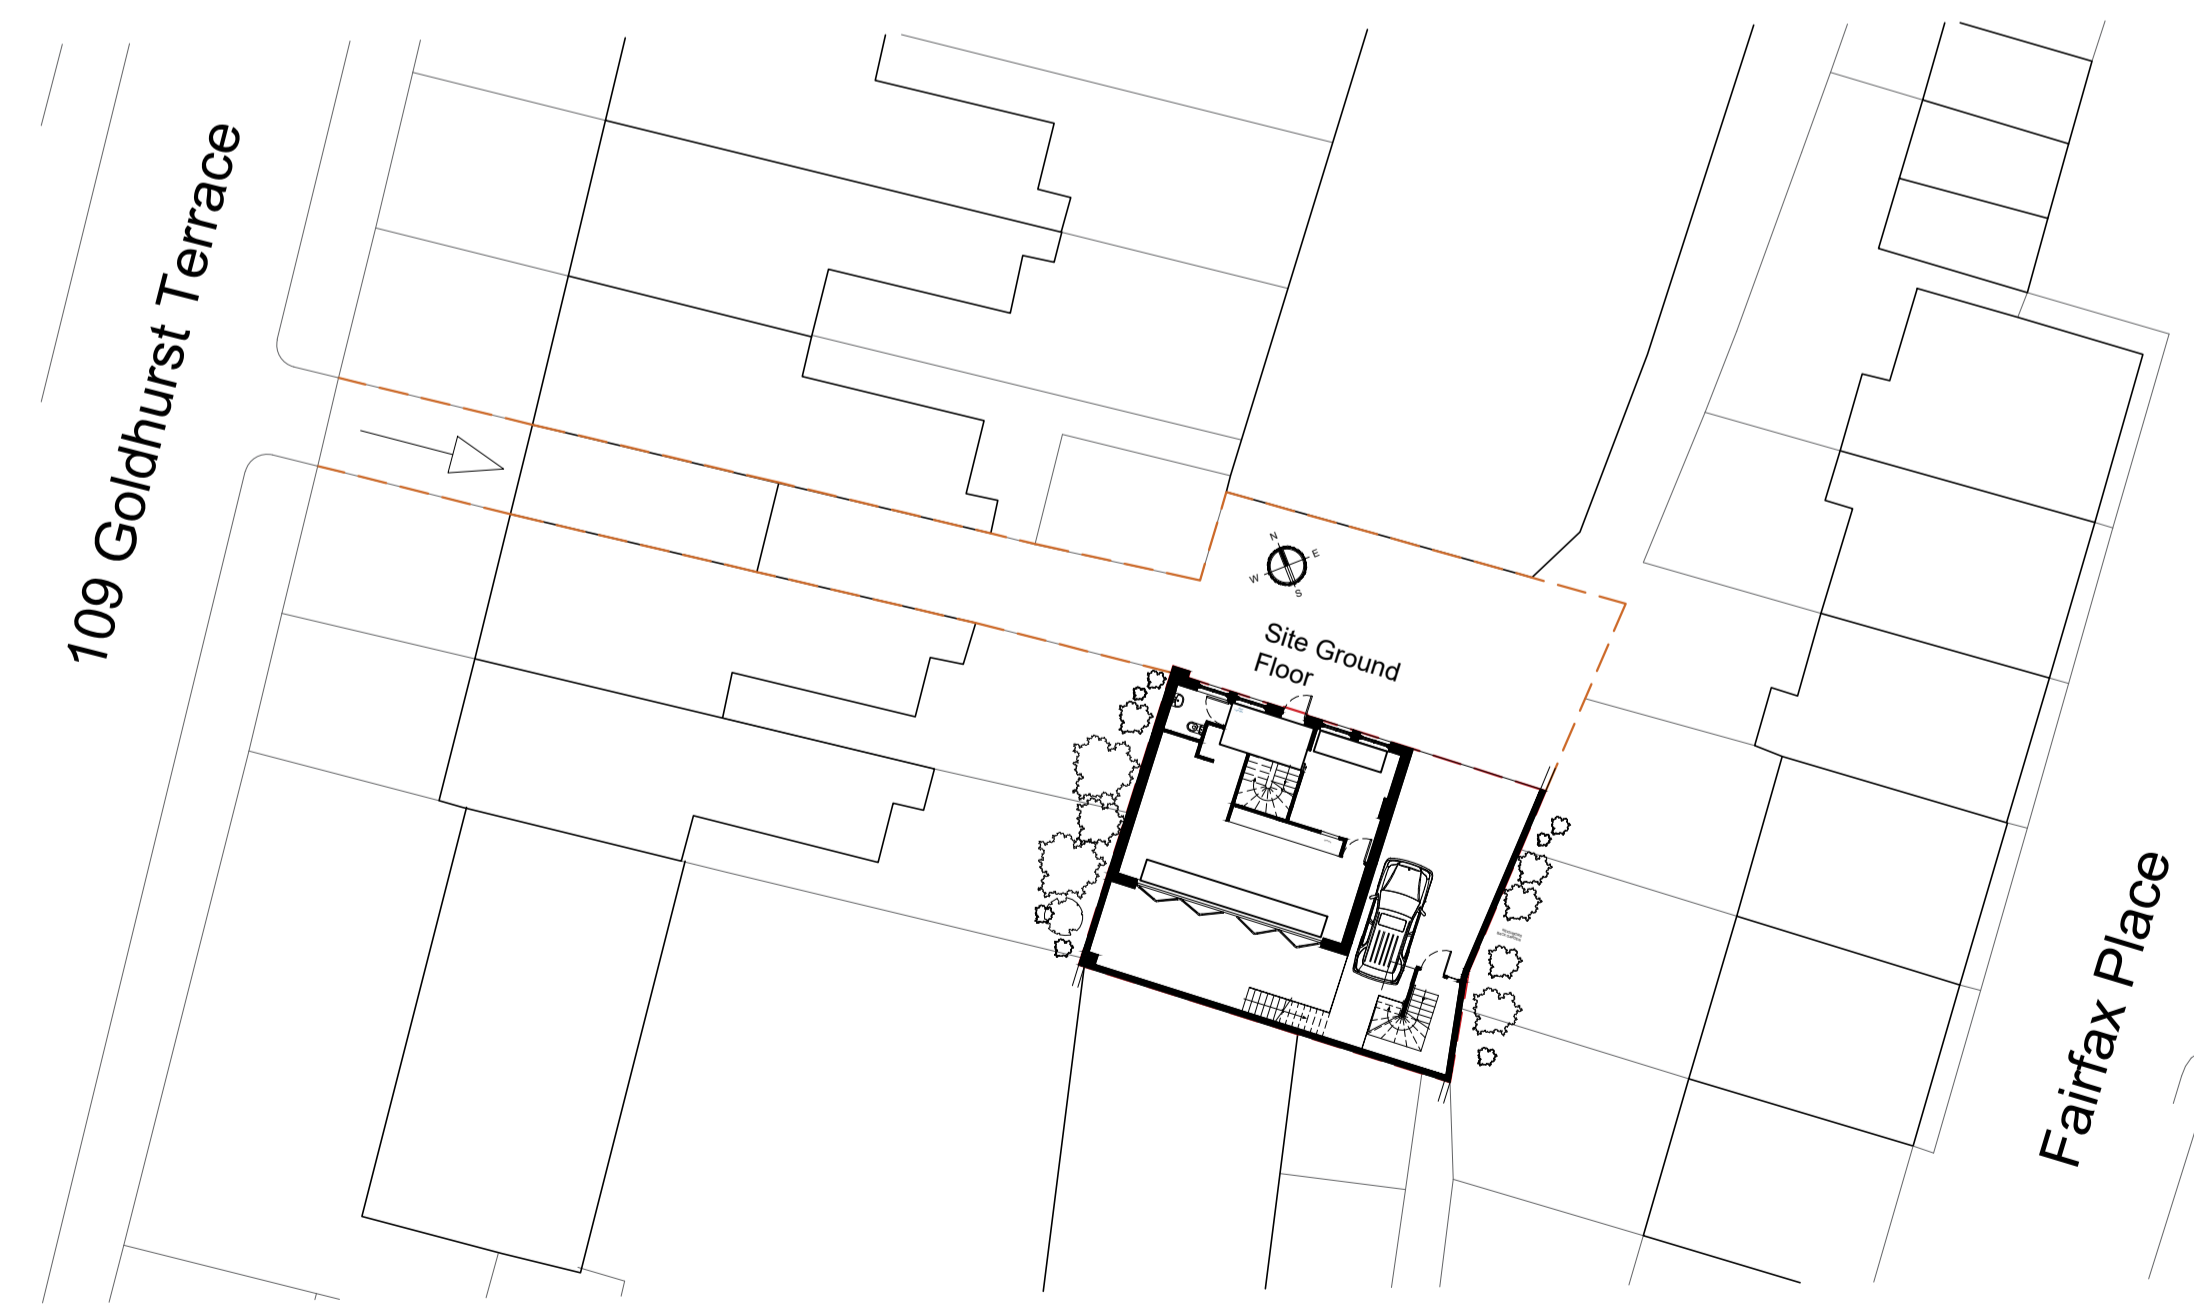 109 Goldhurst Terrace
N
E
W
S
Site Ground
Floor
Fairfax Place